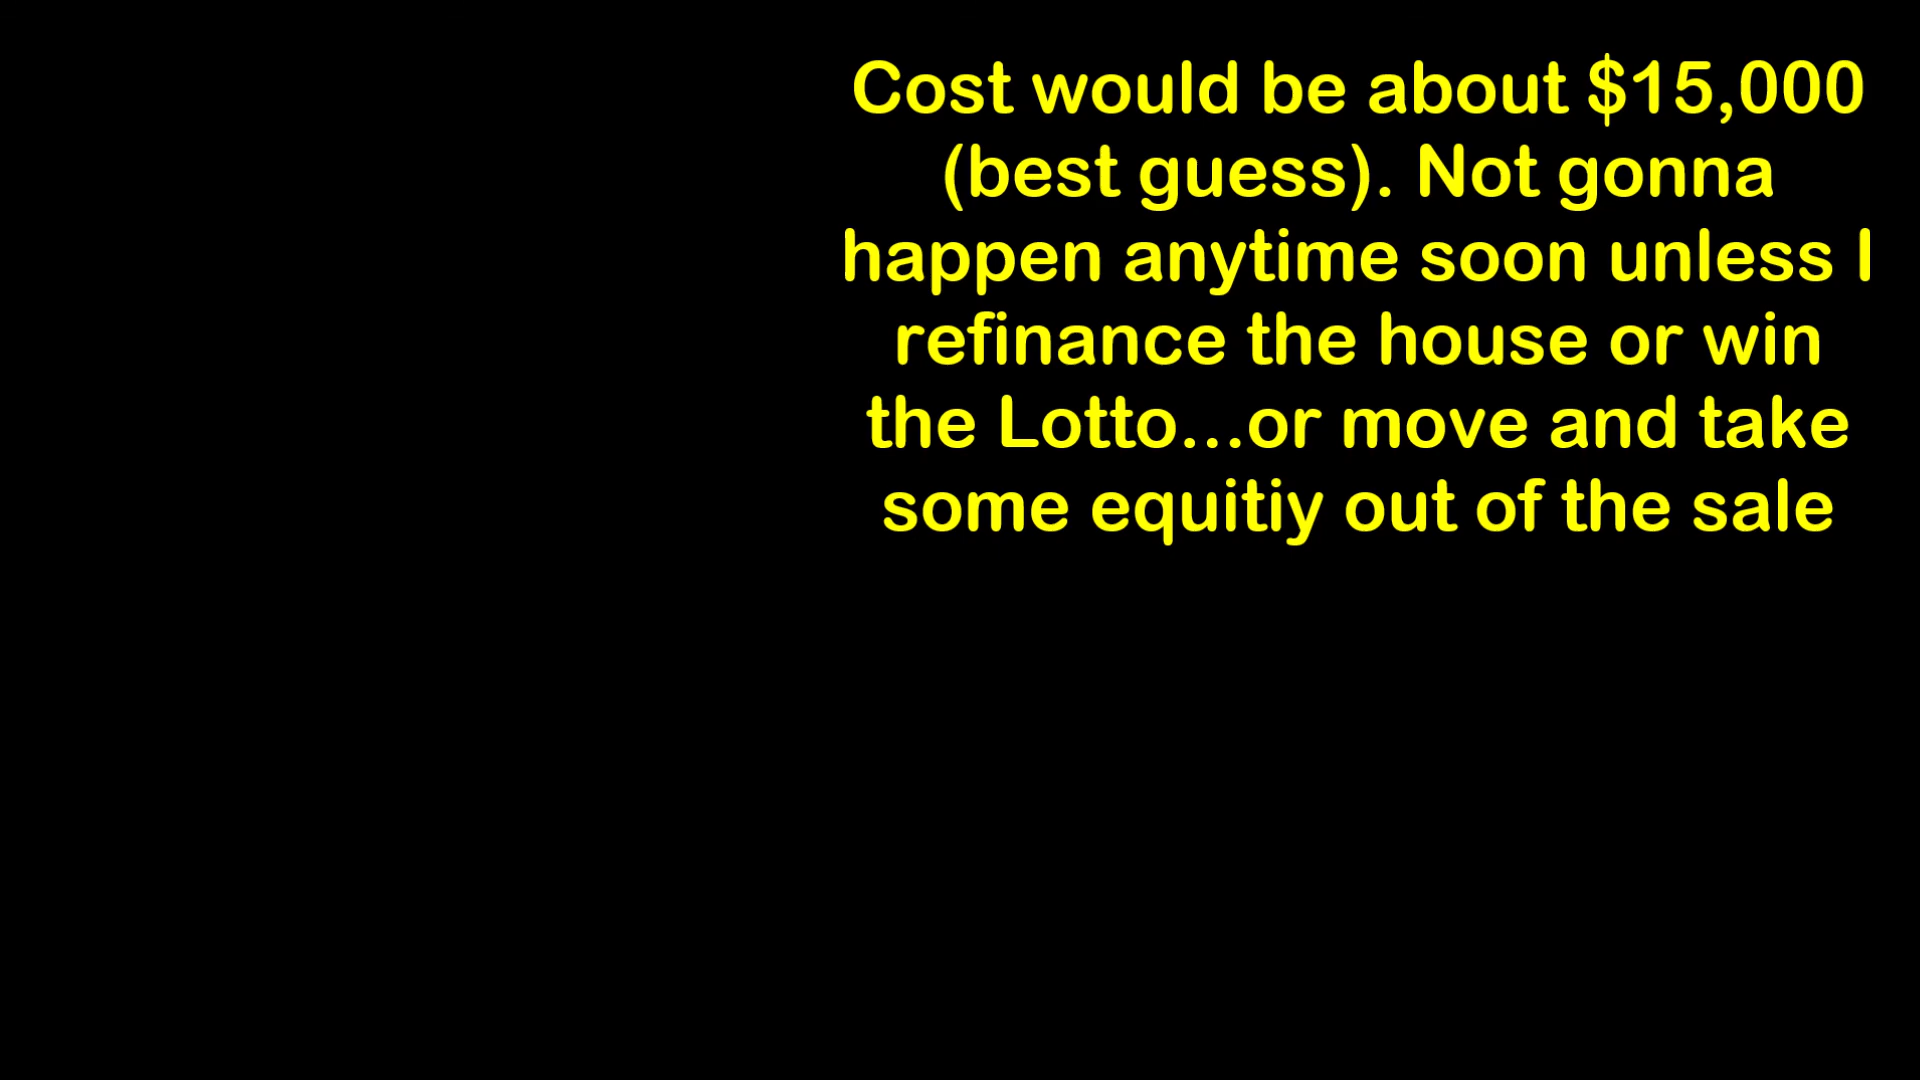 Cost would be about $15,000
(best guess). Not gonna
happen anytime soon unless I
refinance the house or win
the Lotto...or move and take
some equitiy out of the sale